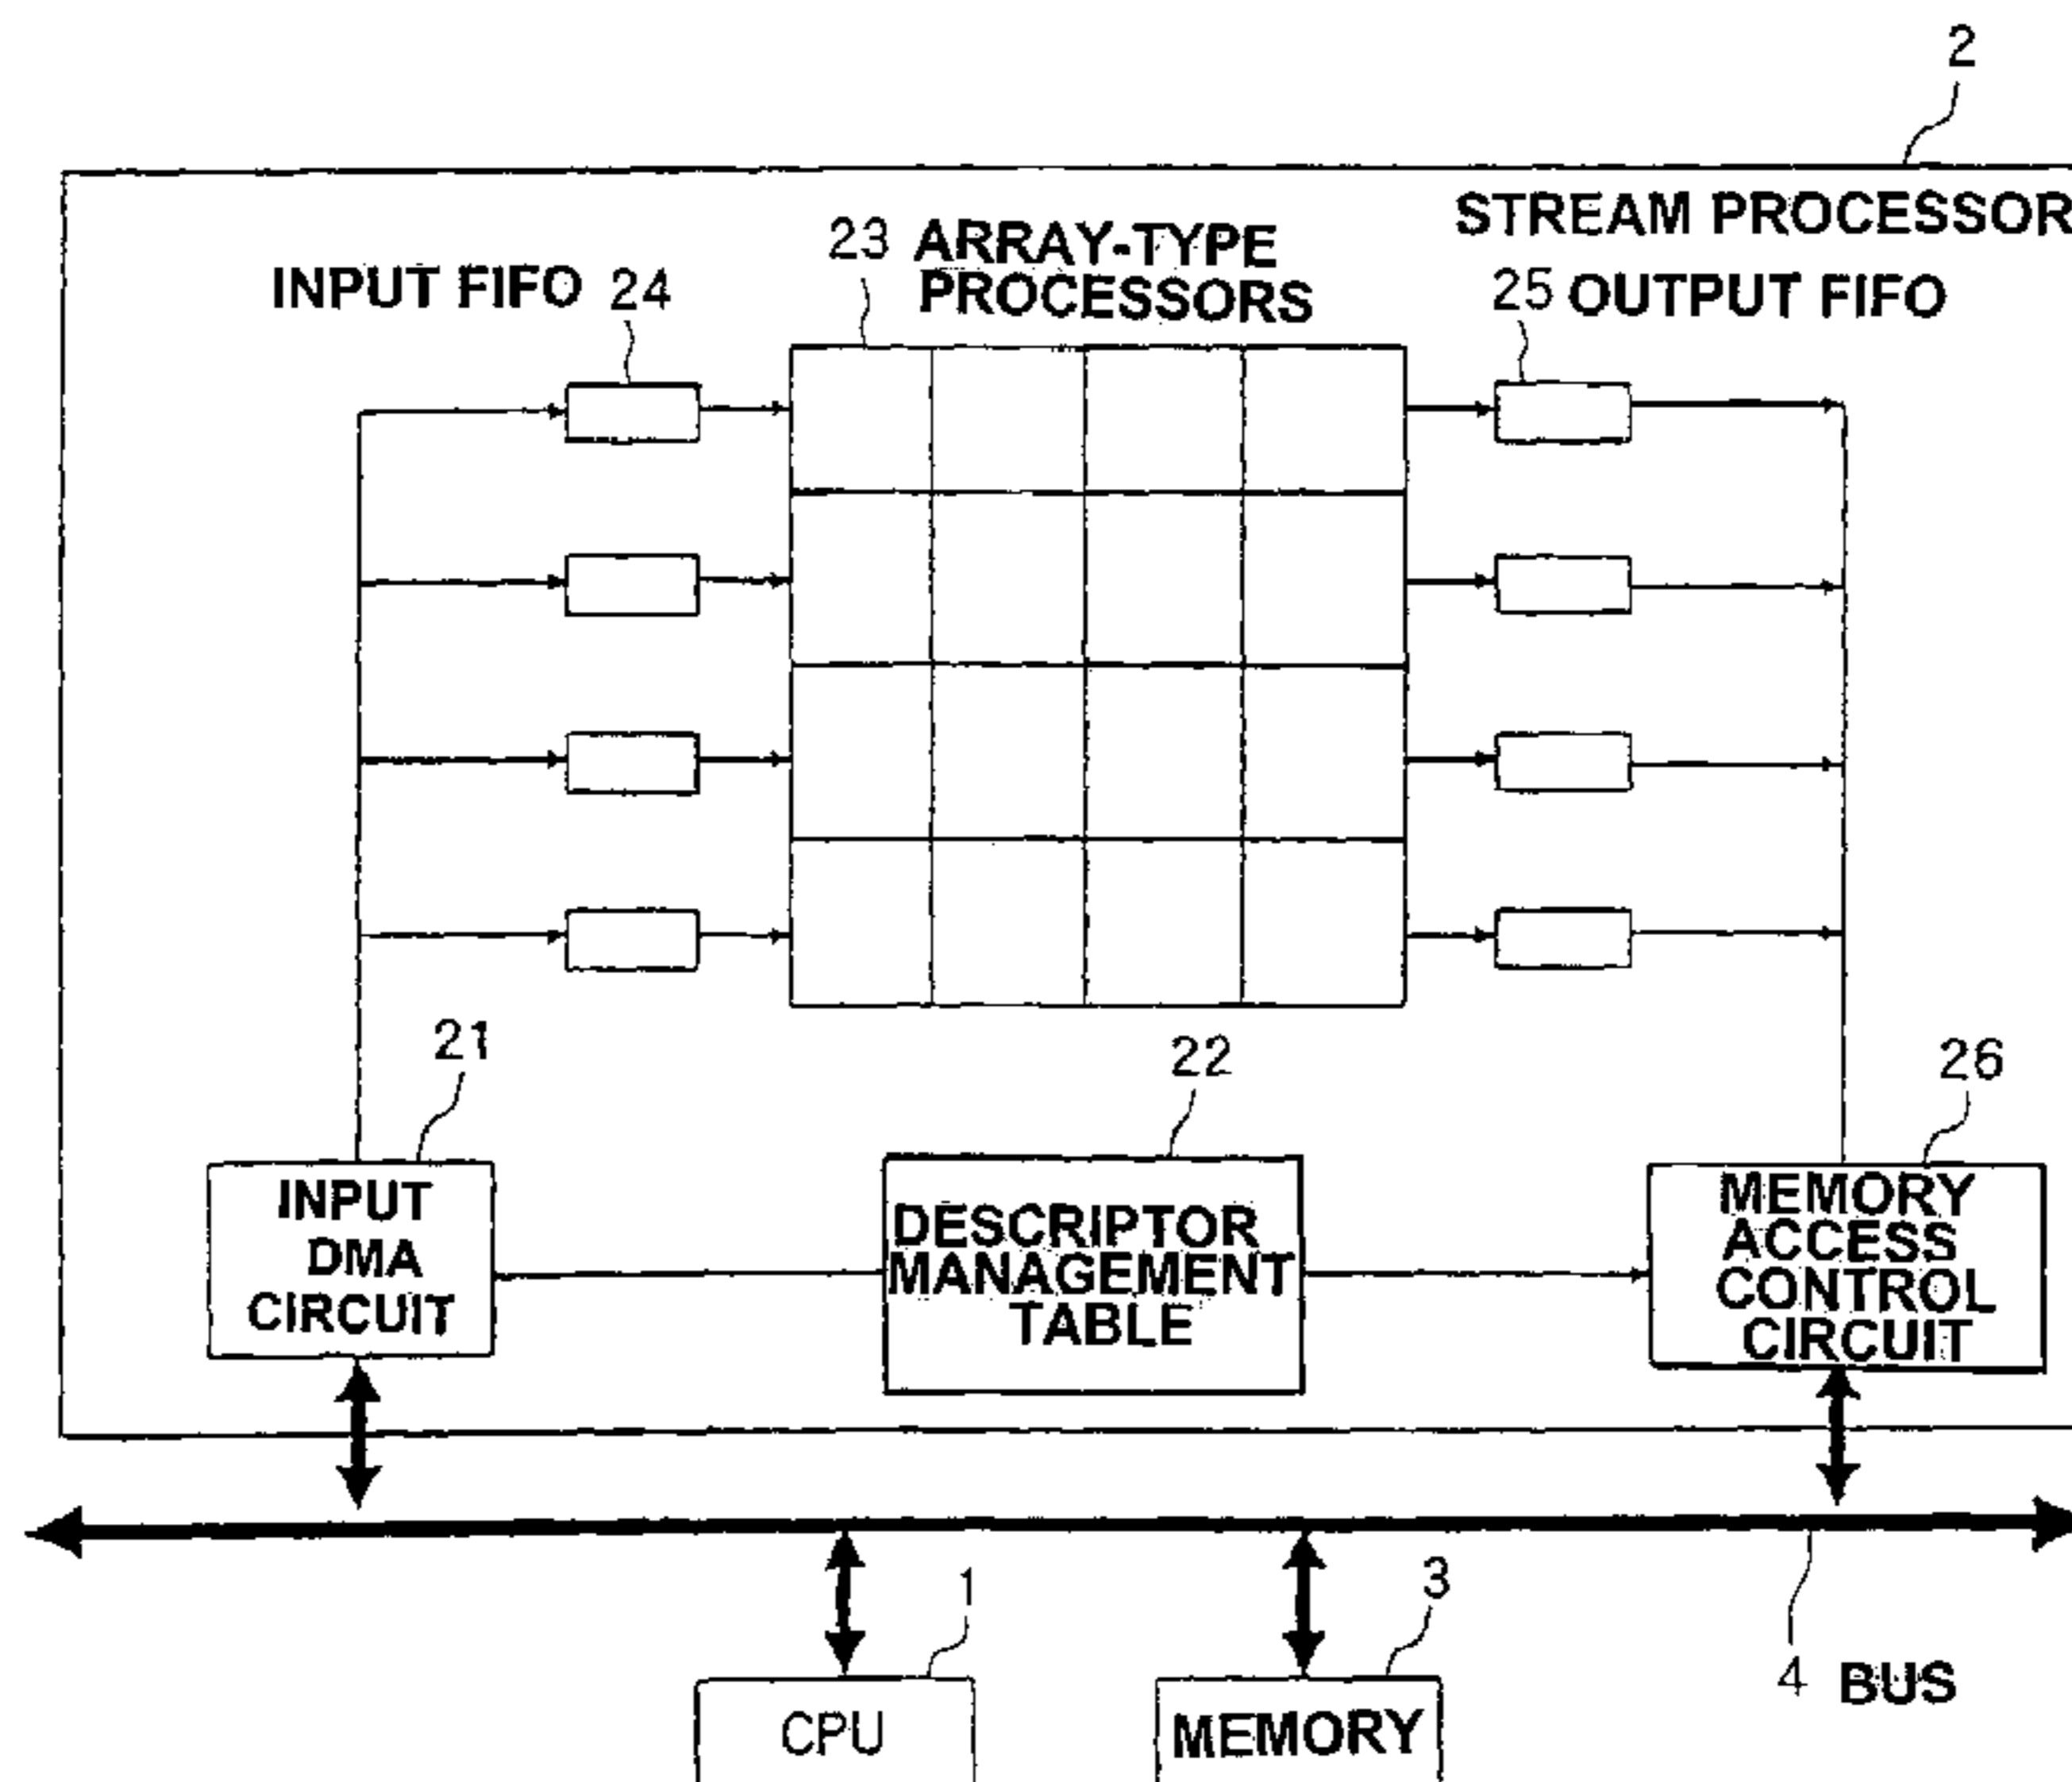 2
STREAM PROCESSOR
INPUT FIFO 24
23 ARRAY-TYPE
PROCESSORS
25 OUTPUT FIFO
21
22
26
INPUT
DMA
CIRCUIT
DESCRIPTOR
MANAGEMENT
TABLE
MEMORY
ACCESS
CONTROL
CIRCUIT
1
3
4 BUS
CPU
MEMORY